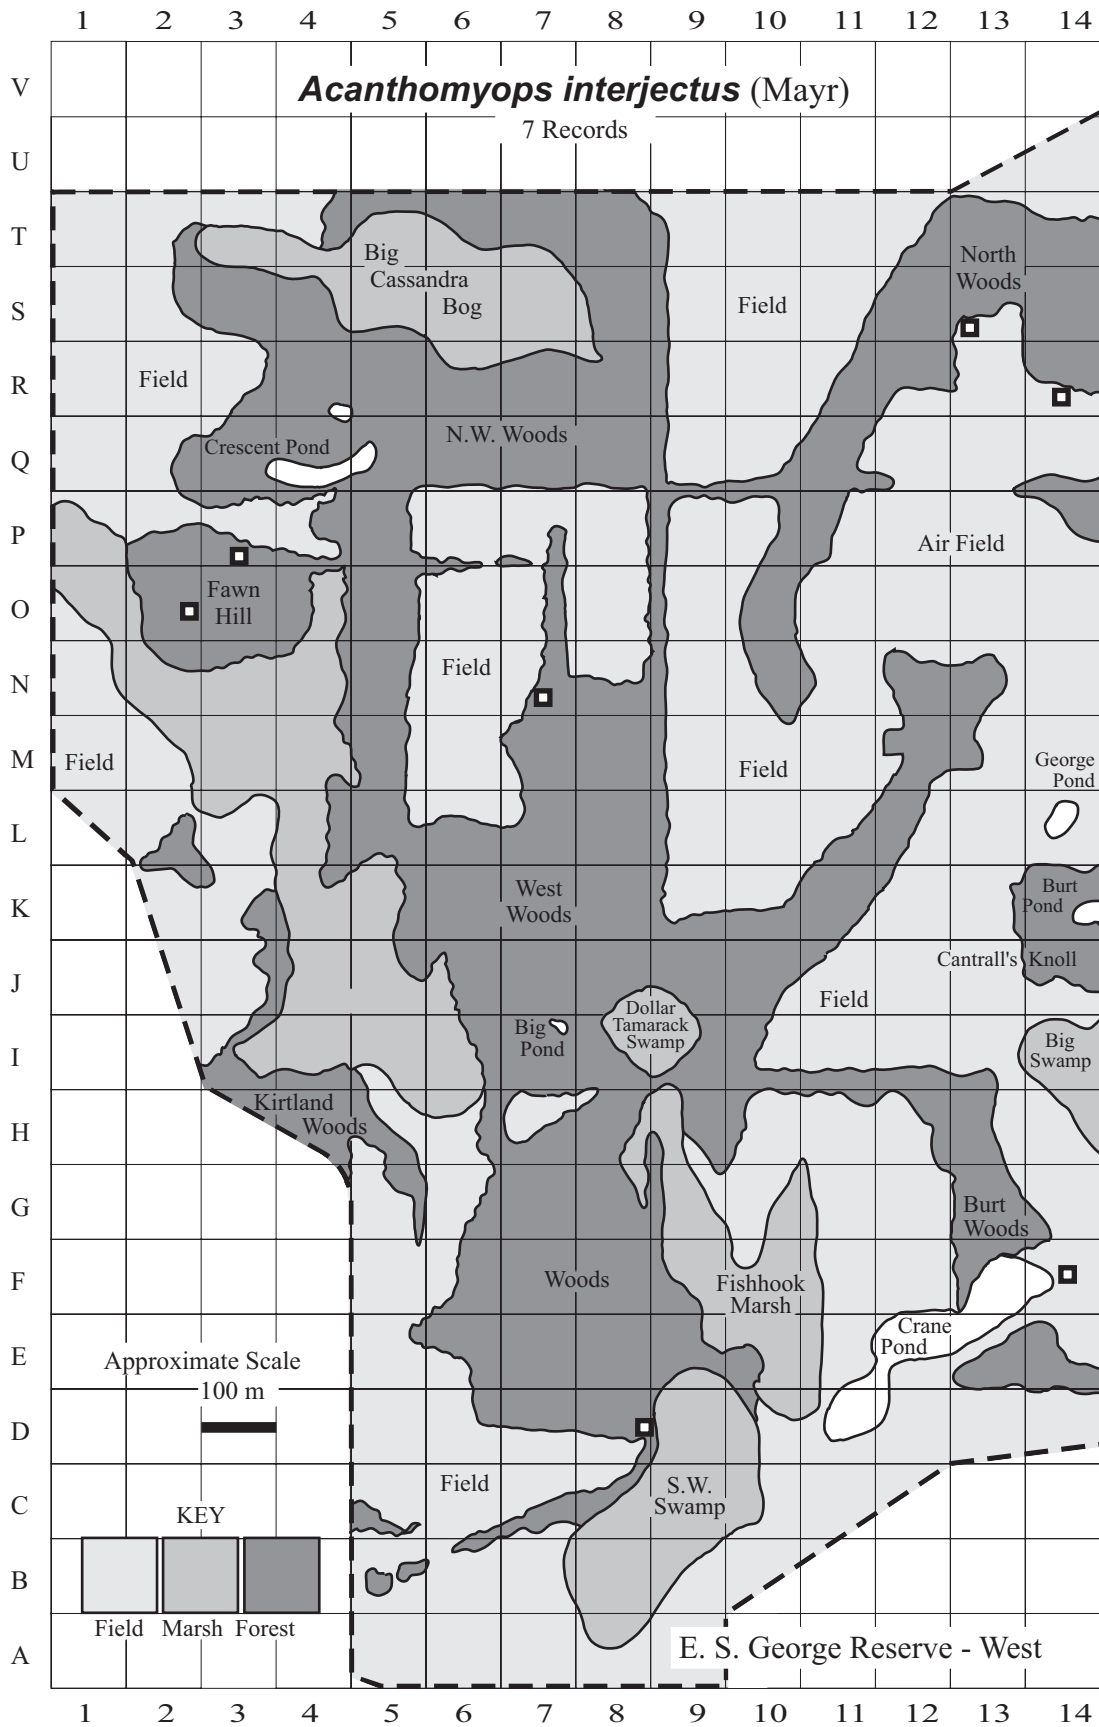 1 2 3 4 5 6 7 8 9 10 11 12 13 14
V
Acanthomyops interjectus (Mayr)
7 Records
U
T
Big
Cassandra
Bog
North
Woods
S
Field
R
Field
N.W. Woods
Q
Crescent Pond
P
Air Field
O
Fawn
Hill
N
Field
M
Field
Field
George
Pond
L
K
West
Woods
Burt
Pond
Cantrall's Knoll
J
Field
Dollar
Tamarack
Swamp
Big
Pond
I
Big
Swamp
Kirtland
Woods
H
G
Burt
Woods
F
Woods
Fishhook
Marsh
Crane
Pond
E
Approximate Scale
100 m
D
Field
S.W.
Swamp
C
KEY
B
Field Marsh Forest
A
E. S. George Reserve - West
1 2 3 4 5 6 7 8 9 10 11 12 13 14